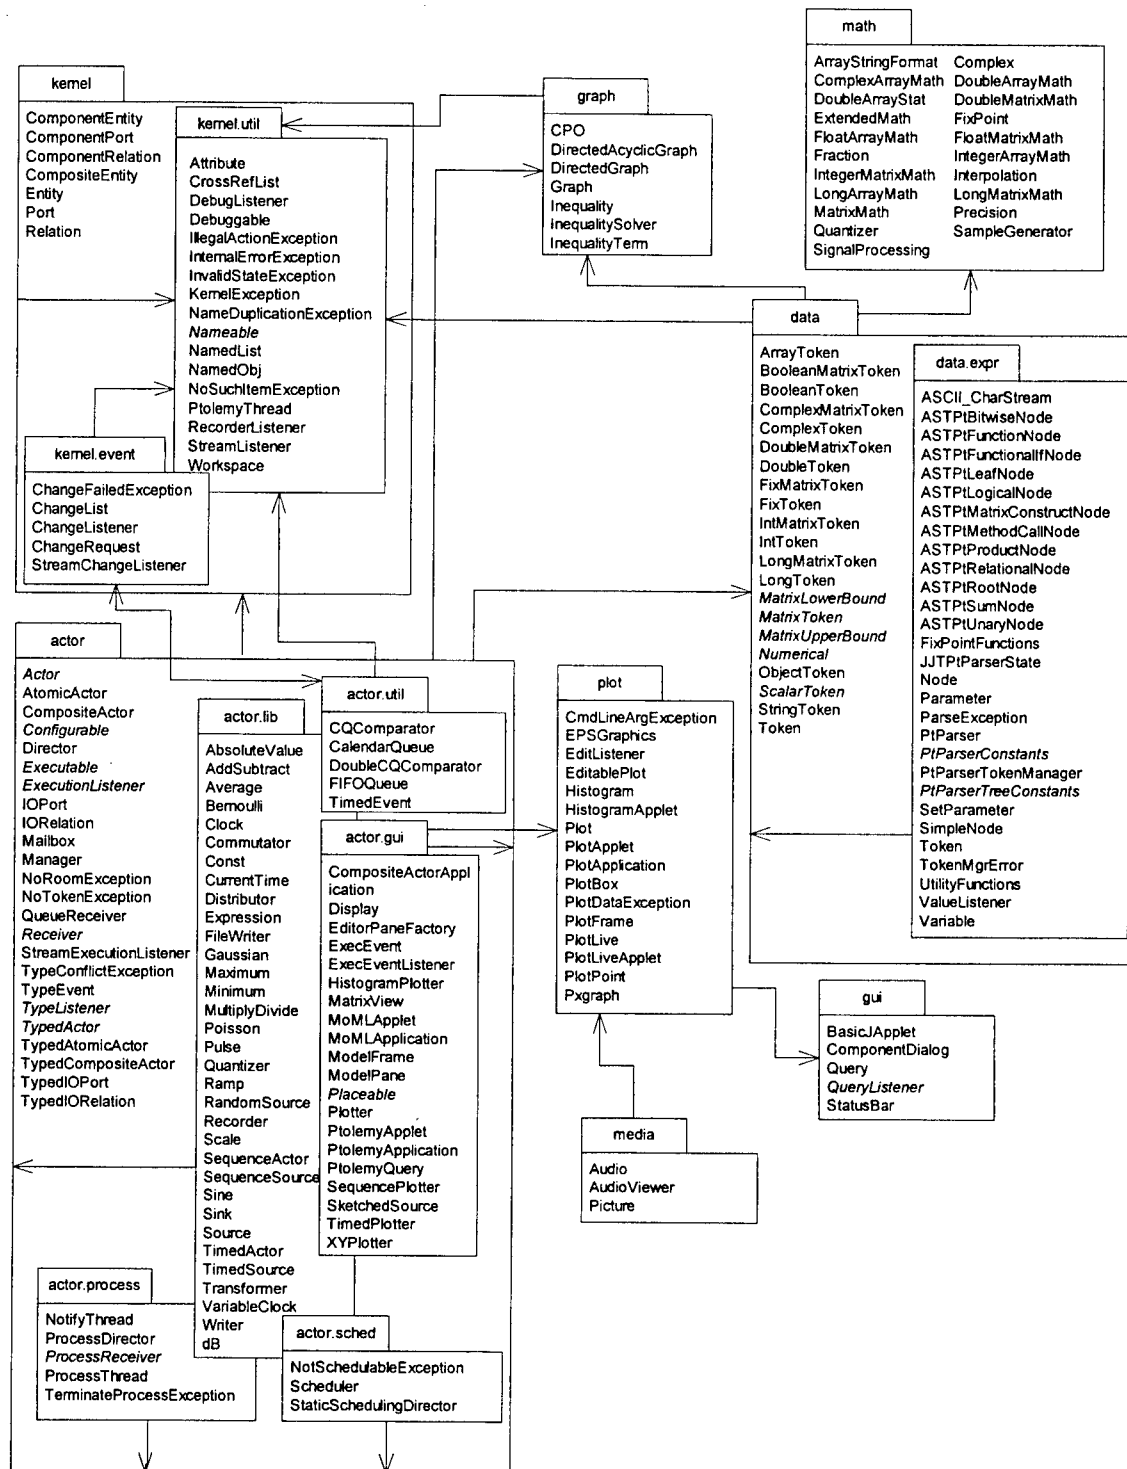 math
ArrayStringFormat Complex
ComplexArrayMath DoubleArrayMath
DoubleArrayStat DoubleMatrixMath
ExtendedMath FixPoint
FloatArrayMath FloatMatrixMath
Fraction IntegerArrayMath
IntegerMatrixMath Interpolation
LongArrayMath LongMatrixMath
MatrixMath Precision
Quantizer SampleGenerator
SignalProcessing
kernel
ComponentEntity
ComponentPort
ComponentRelation
CompositeEntity
Entity
Port
Relation
kernel.util
Attribute
CrossRefList
DebugListener
Debuggable
IllegalActionException
InternalErrorException
InvalidStateException
KernelException
NameDuplicationException
Nameable
NamedList
NamedObj
NoSuchItemException
PtolemyThread
RecorderListener
StreamListener
Workspace
kernel.event
ChangeFailedException
ChangeList
ChangeListener
ChangeRequest
StreamChangeListener
graph
CPO
DirectedAcyclicGraph
DirectedGraph
Graph
Inequality
InequalitySolver
InequalityTerm
data
ArrayToken
BooleanMatrixToken
BooleanToken
ComplexMatrixToken
ComplexToken
DoubleMatrixToken
DoubleToken
FixMatrixToken
FixToken
IntMatrixToken
IntToken
LongMatrixToken
LongToken
MatrixLowerBound
MatrixToken
MatrixUpperBound
Numerical
ObjectToken
ScalarToken
StringToken
Token
data.expr
ASCII_CharStream
ASTPtBitwiseNode
ASTPtFunctionNode
ASTPtFunctionalIfNode
ASTPtLeafNode
ASTPtLogicalNode
ASTPtMatrixConstructNode
ASTPtMethodCallNode
ASTPtProductNode
ASTPtRelationalNode
ASTPtRootNode
ASTPtSumNode
ASTPtUnaryNode
FixPointFunctions
JJTPtParserState
Node
Parameter
ParseException
PtParser
PtParserConstants
PtParserTokenManager
PtParserTreeConstants
SetParameter
SimpleNode
Token
TokenMgrError
UtilityFunctions
ValueListener
Variable
actor
Actor
AtomicActor
CompositeActor
Configurable
Director
Executable
ExecutionListener
IOPort
IORelation
Mailbox
Manager
NoRoomException
NoTokenException
QueueReceiver
Receiver
StreamExecutionListener
TypeConflictException
TypeEvent
TypeListener
TypedActor
TypedAtomicActor
TypedCompositeActor
TypedIOPort
TypedIORelation
actor.lib
AbsoluteValue
AddSubtract
Average
Bernoulli
Clock
Commutator
Const
CurrentTime
Distributor
Expression
FileWriter
Gaussian
Maximum
Minimum
MultiplyDivide
Poisson
Pulse
Quantizer
Ramp
RandomSource
Recorder
Scale
SequenceActor
SequenceSource
Sine
Sink
Source
TimedActor
TimedSource
Transformer
VariableClock
Writer
dB
actor.util
CQComparator
CalendarQueue
DoubleCQComparator
FIFOQueue
TimedEvent
actor.gui
CompositeActorAppl
ication
Display
EditorPaneFactory
ExecEvent
ExecEventListener
HistogramPlotter
MatrixView
MoMLApplet
MoMLApplication
ModelFrame
ModelPane
Placeable
Plotter
PtolemyApplet
PtolemyApplication
PtolemyQuery
SequencePlotter
SketchedSource
TimedPlotter
XYPlotter
plot
CmdLineArgException
EPSGraphics
EditListener
EditablePlot
Histogram
HistogramApplet
Plot
PlotApplet
PlotApplication
PlotBox
PlotDataException
PlotFrame
PlotLive
PlotLiveApplet
PlotPoint
Pxgraph
gui
BasicJApplet
ComponentDialog
Query
QueryListener
StatusBar
media
Audio
AudioViewer
Picture
actor.process
NotifyThread
ProcessDirector
ProcessReceiver
ProcessThread
TerminateProcessException
actor.sched
NotSchedulableException
Scheduler
StaticSchedulingDirector